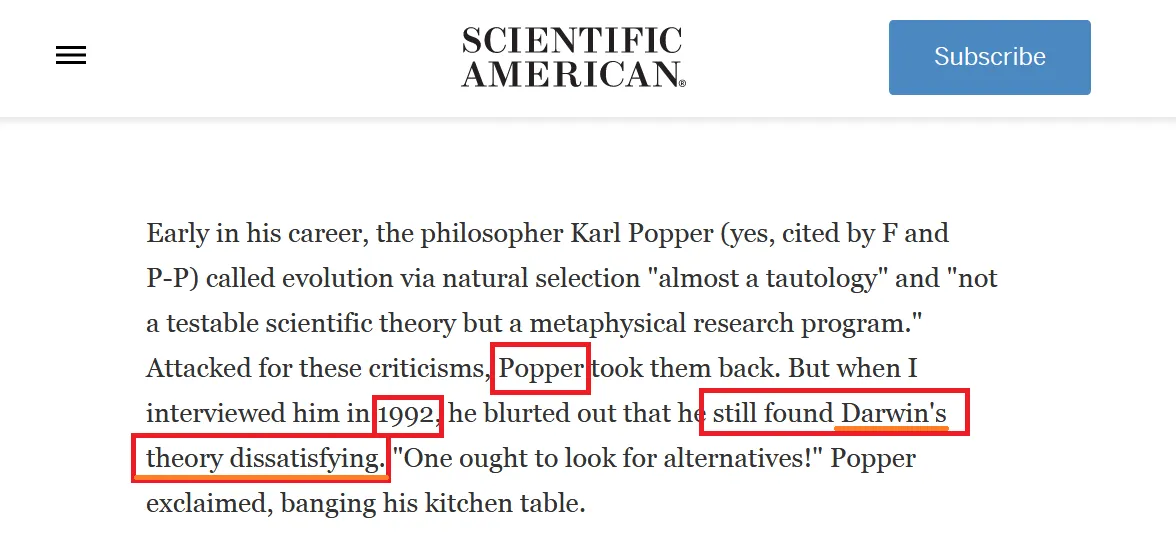 SCIENTIFIC
AMERICAN®
Subscribe
Early in his career, the philosopher Karl Popper (yes, cited by F and
P-P) called evolution via natural selection "almost a tautology" and "not
a testable scientific theory but a metaphysical research program."
Attacked for these criticisms, Popper took them back. But when I
interviewed him in 1992, he blurted out that he still found Darwin's
theory dissatisfying. "One ought to look for alternatives!" Popper
exclaimed, banging his kitchen table.